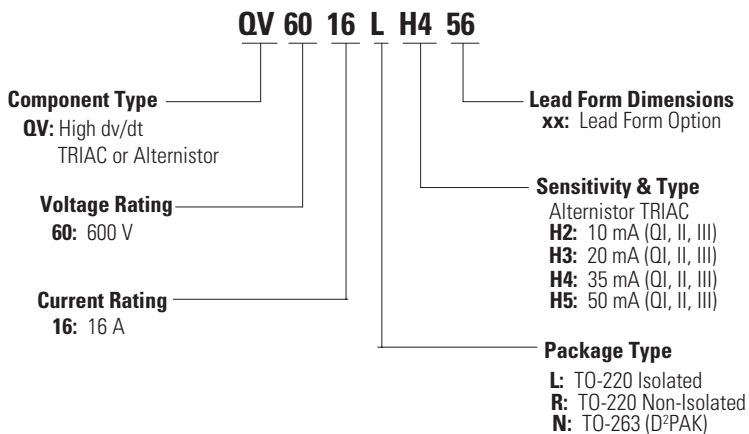 QV 60 16 L H4 56
Component Type
QV: High dv/dt
TRIAC or Alternistor
Voltage Rating
60: 600 V
Current Rating
16: 16 A
Lead Form Dimensions
xx: Lead Form Option
Sensitivity & Type
Alternistor TRIAC
H2: 10 mA (QI, II, III)
H3: 20 mA (QI, II, III)
H4: 35 mA (QI, II, III)
H5: 50 mA (QI, II, III)
Package Type
L: TO-220 Isolated
R: TO-220 Non-Isolated
N: TO-263 (D²PAK)